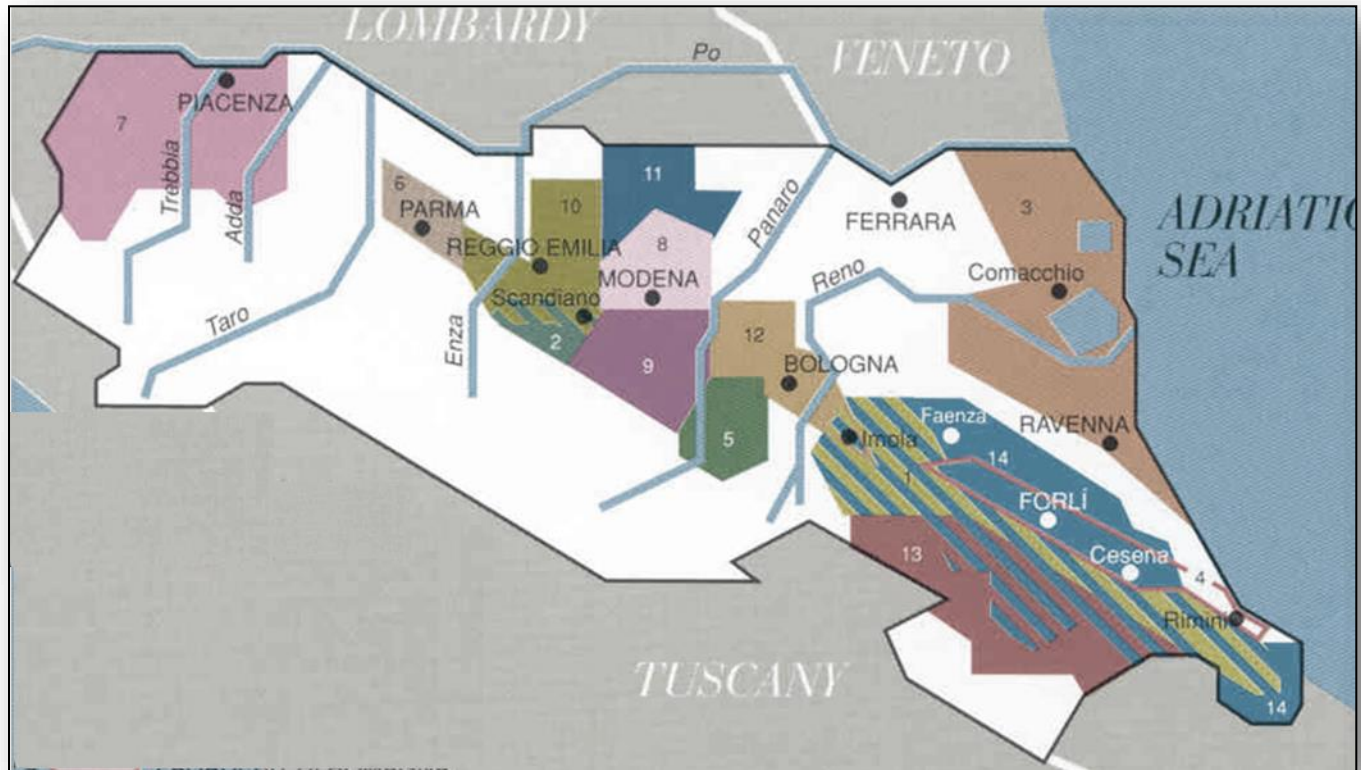 LOMBARDY
VENETO
Po
PIACENZA
7
Trebbia
Adda
Taro
6
PARMA
REGGIO EMILIA
10
11
8
MODENA
Scandiano
2
9
Enza
Panaro
FERRARA
3
Comacchio
ADRIATIC
SEA
Reno
12
BOLOGNA
5
Imola
Faenza
RAVENNA
1
14
FORLÍ
Cesena
13
4
Rimini
14
TUSCANY